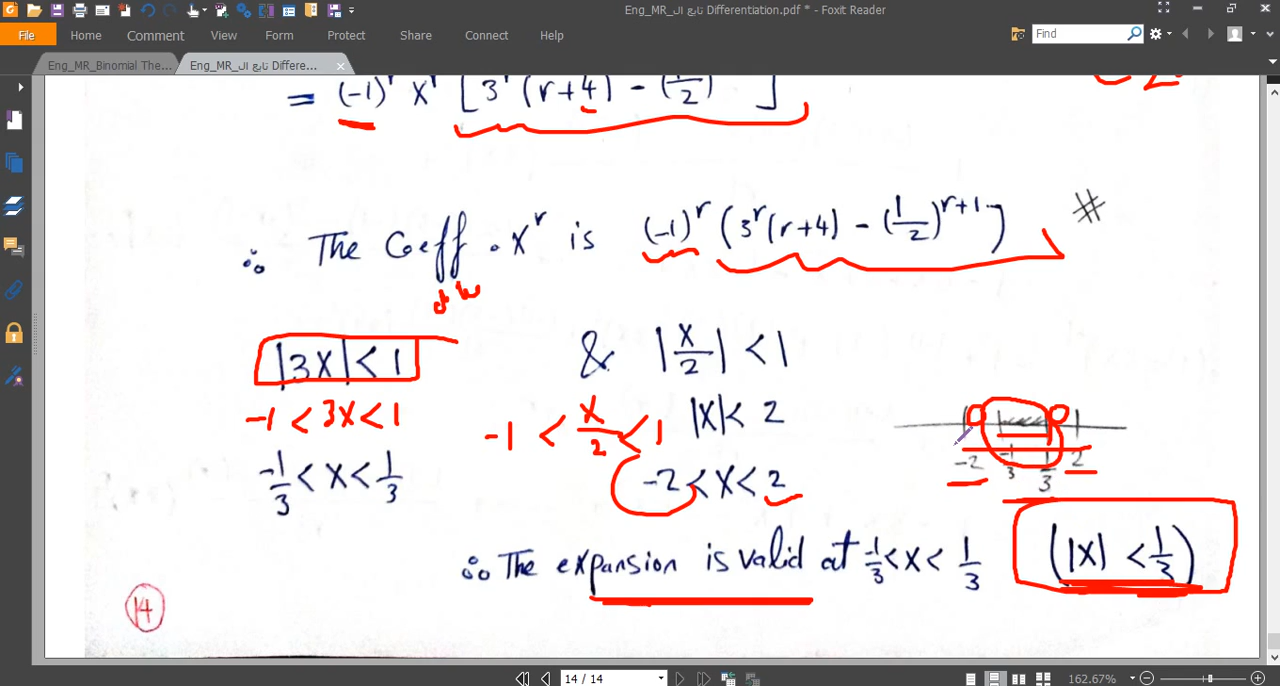 Eng_MR_تابع ال Differentiation.pdf * - Foxit Reader
File Home Comment View Form Protect Share Connect Help Find
Eng_MR_Binomial The... Eng_MR_تابع ال Differe...
= (-1)^r x^r [3^r (r+4) - (1/2) ]
∴ The Coeff. x^r is (-1)^r (3^r (r+4) - (1/2)^{r+1}) #
|3x| < 1 & |x/2| < 1
-1 < 3x < 1 -1 < x/2 < 1 |x| < 2
-1/3 < x < 1/3 -2 < x < 2
-2 -1/3 1/3 2
∴ The expansion is valid at -1/3 < x < 1/3 (|x| < 1/3)
14
14 / 14 162.67%